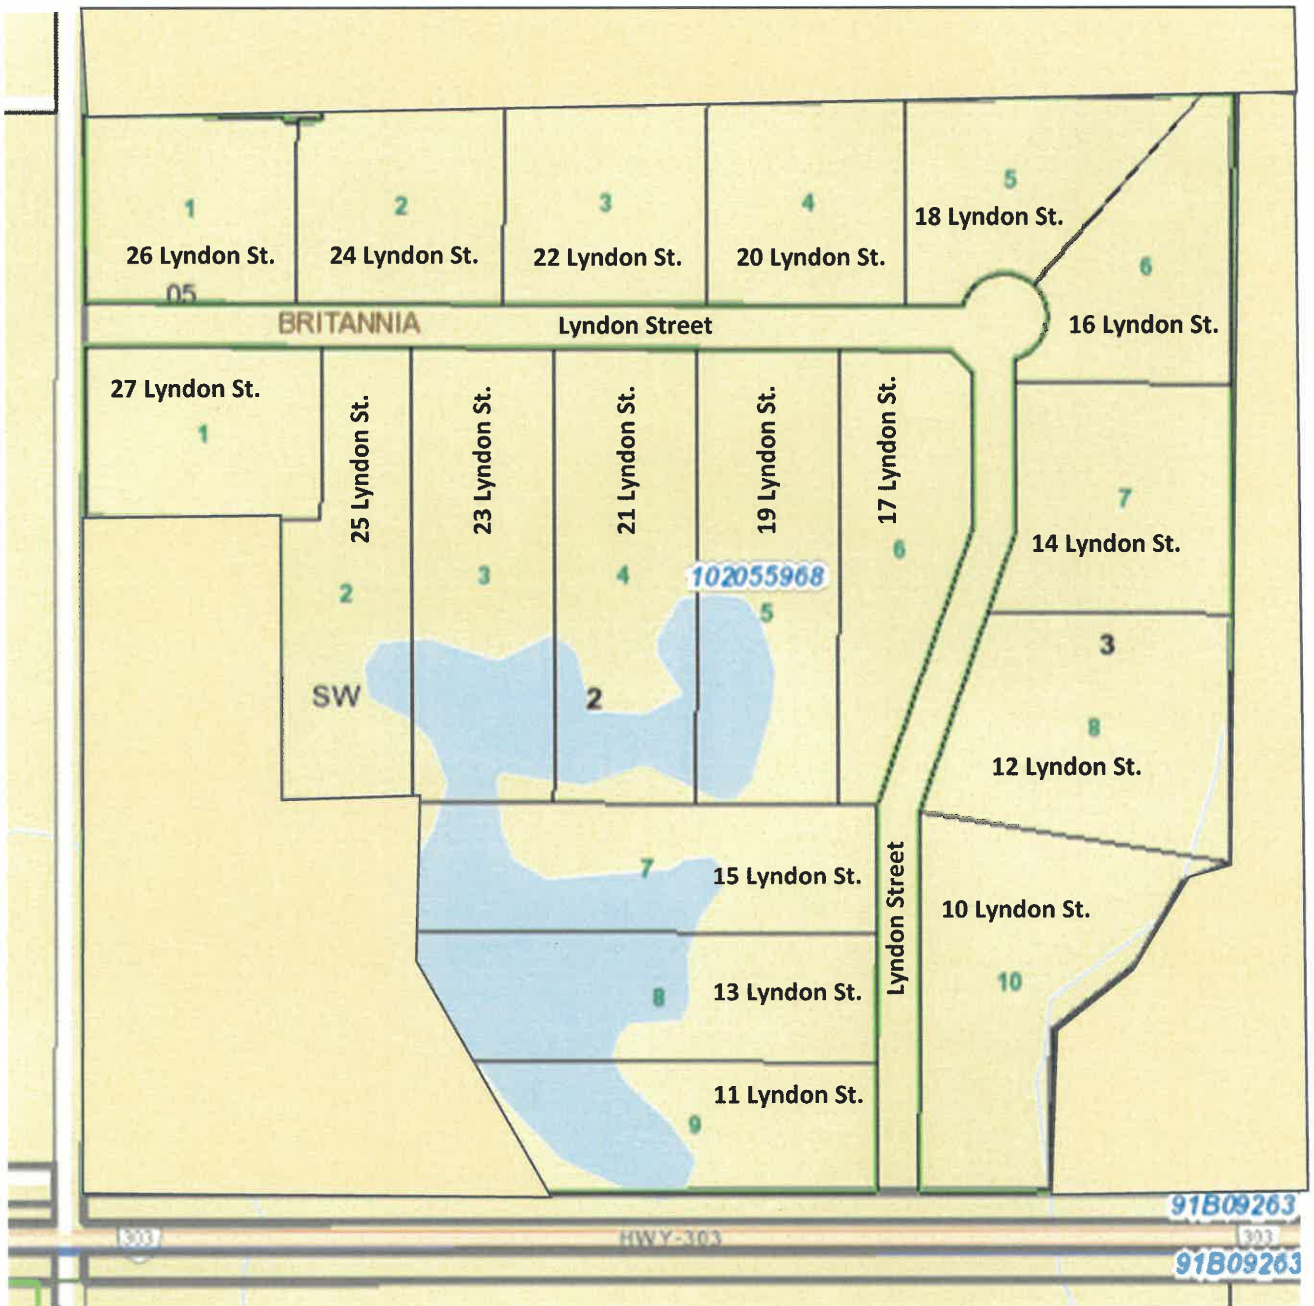 1
2
3
4
5
18 Lyndon St.
26 Lyndon St.
24 Lyndon St.
22 Lyndon St.
20 Lyndon St.
6
16 Lyndon St.
05
BRITANNIA
Lyndon Street
27 Lyndon St.
1
25 Lyndon St.
23 Lyndon St.
21 Lyndon St.
19 Lyndon St.
17 Lyndon St.
7
14 Lyndon St.
2
3
4
102055968
5
6
SW
2
3
8
12 Lyndon St.
7
15 Lyndon St.
Lyndon Street
10 Lyndon St.
8
13 Lyndon St.
10
11 Lyndon St.
9
91B09263
303
HWY-303
303
91B09263